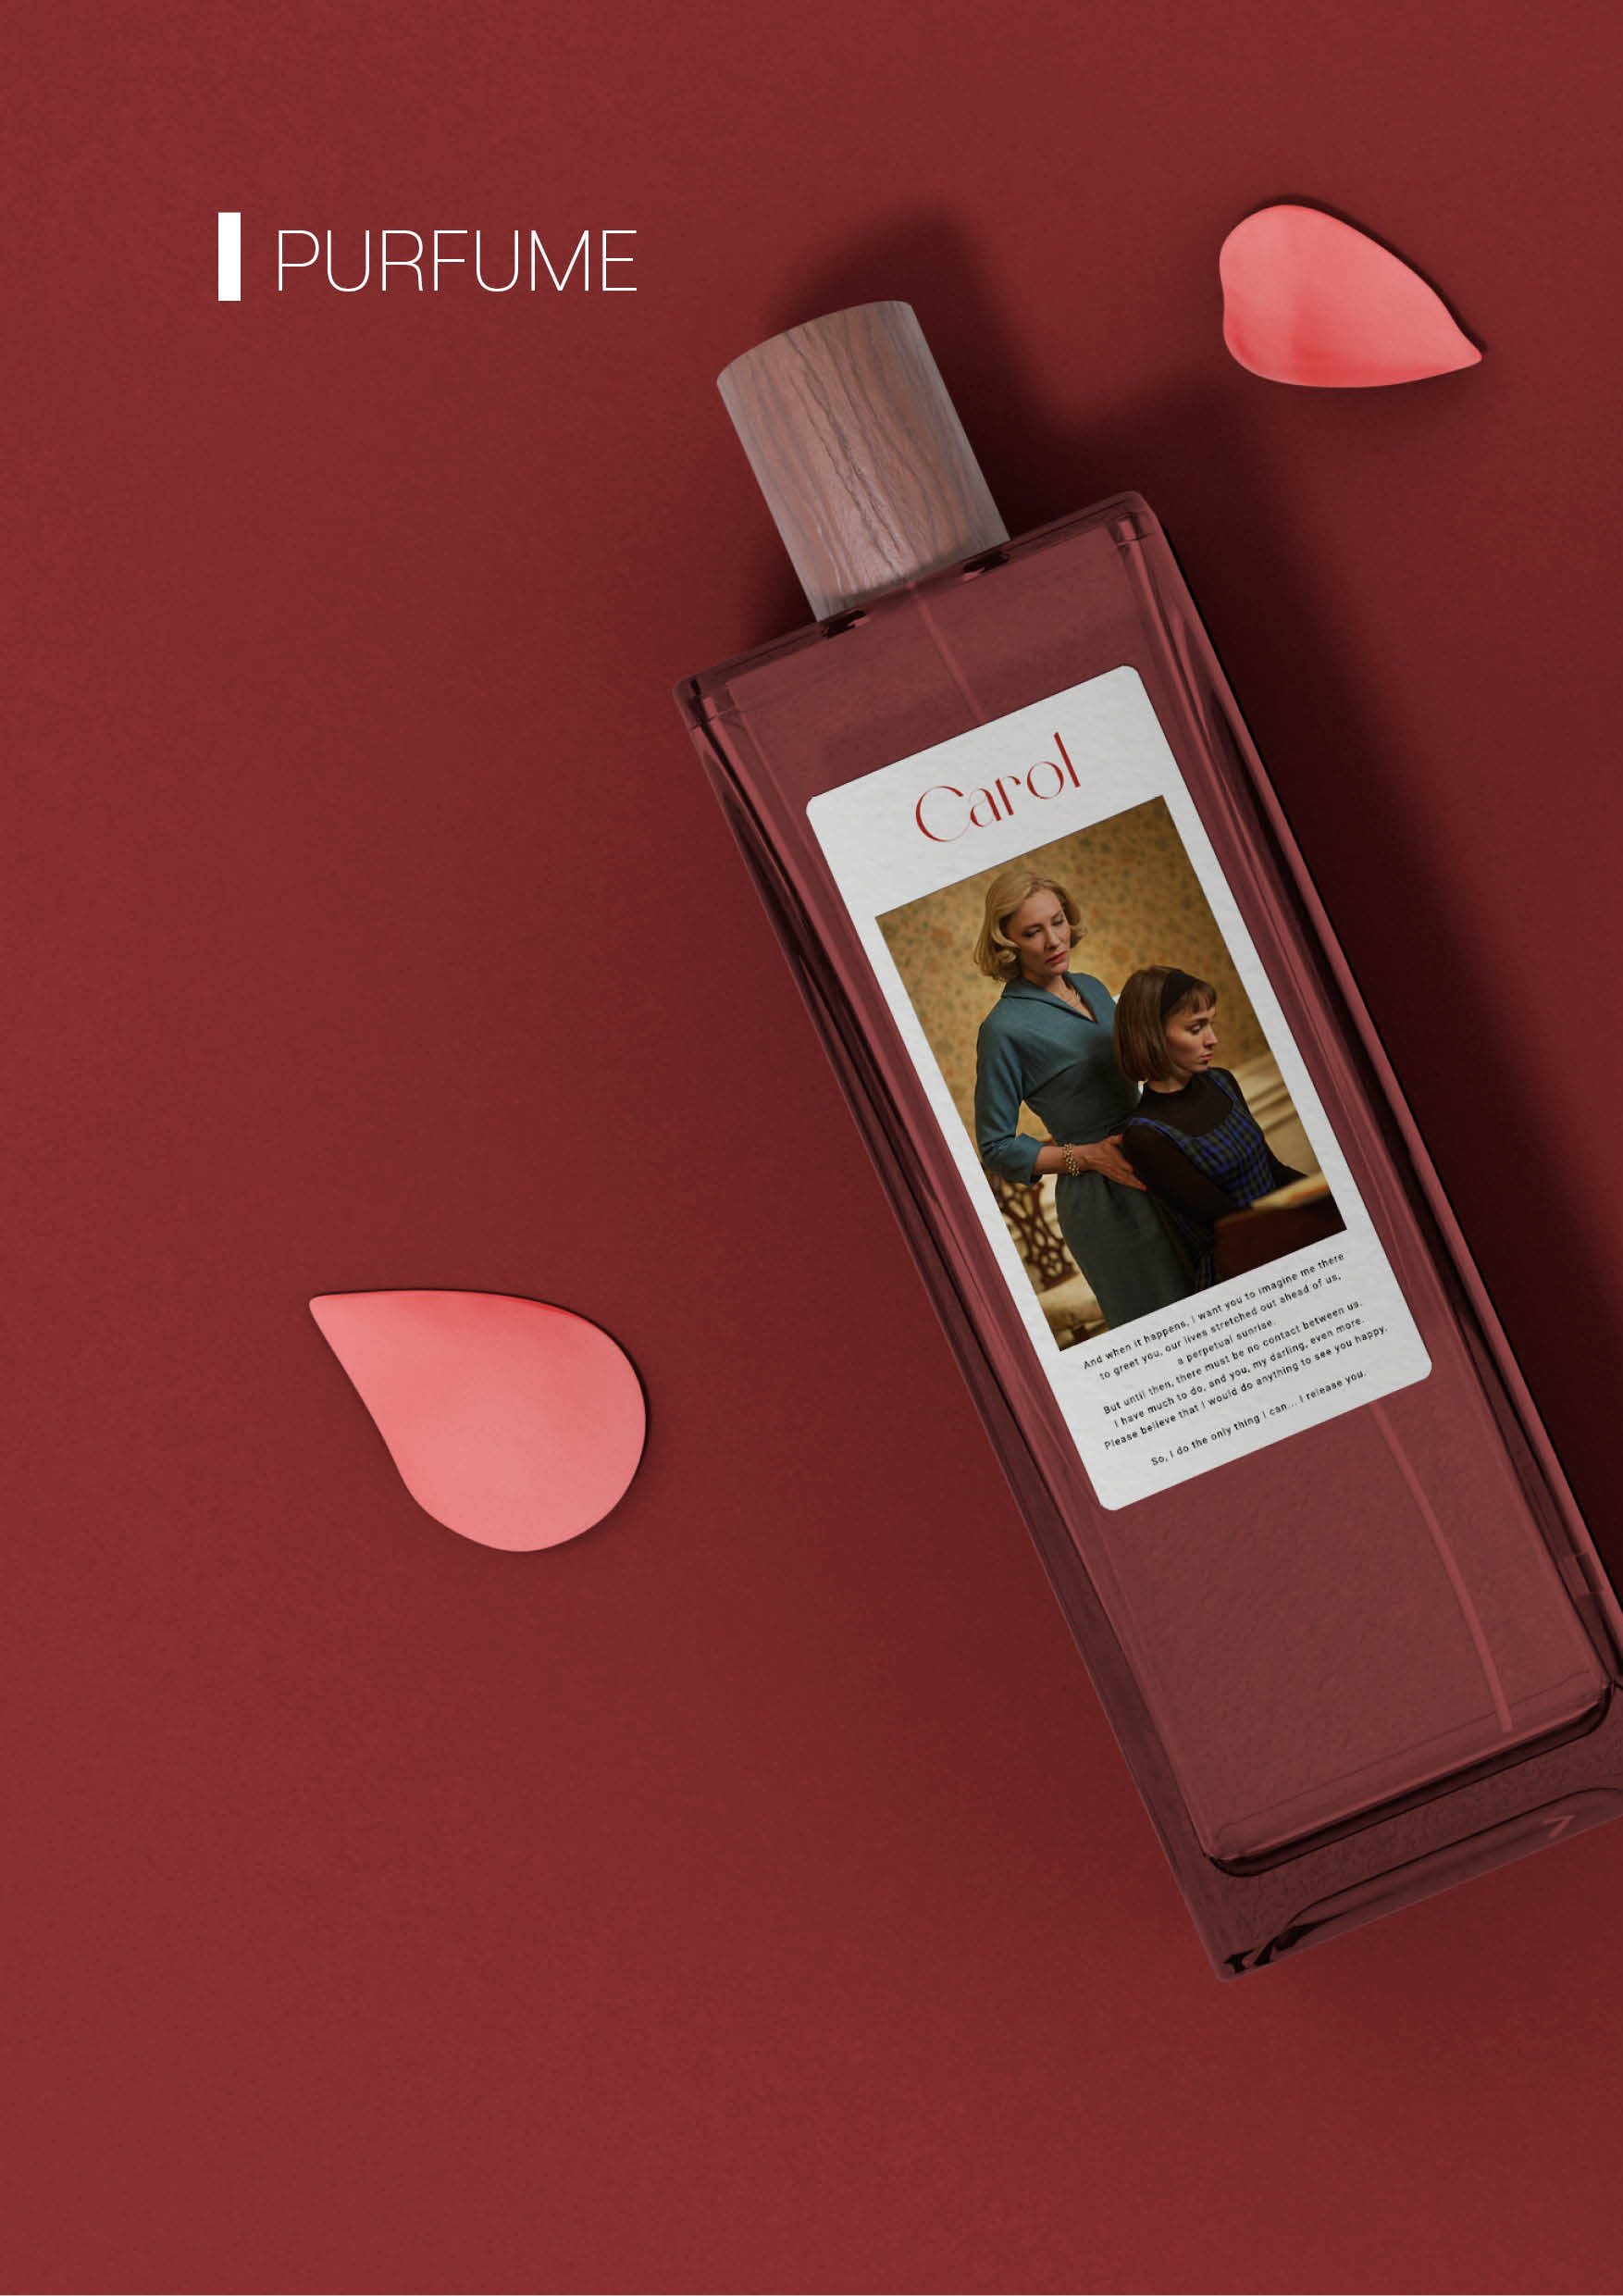 PURFUME
Carol
And when it happens, I want you to imagine me there
to greet you, our lives stretched out ahead of us,
a perpetual sunrise.
But until then, there must be no contact between us.
I have much to do, and you, my darling, even more.
Please believe that I would do anything to see you happy.
So, I do the only thing I can... I release you.